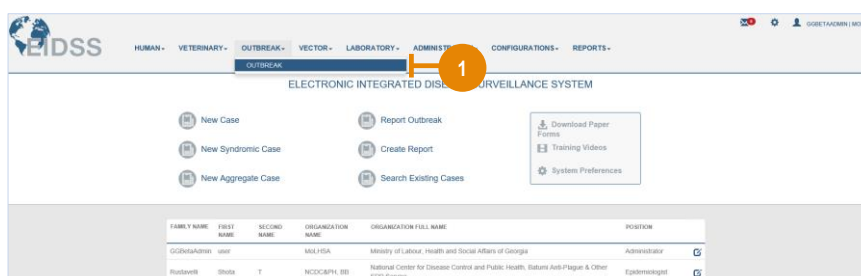 0
GGBETAADMIN | MO
EIDSS
HUMAN VETERINARY OUTBREAK VECTOR LABORATORY CONFIGURATIONS REPORTS
OUTBREAK
1
ELECTRONIC INTEGRATED SURVEILLANCE SYSTEM
New Case
Report Outbreak
Download Paper Forms
New Syndromic Case
Create Report
Training Videos
New Aggregate Case
Search Existing Cases
System Preferences
FAMILY NAME FIRST NAME SECOND NAME ORGANIZATION NAME ORGANIZATION FULL NAME POSITION
GGBetaAdmin user MoLHSA Ministry of Labour, Health and Social Affairs of Georgia Administrator
Rustaveli Shota T NCDC&PH, BB National Center for Disease Control and Public Health, Batumi Anti-Plague & Other Epidemiologist